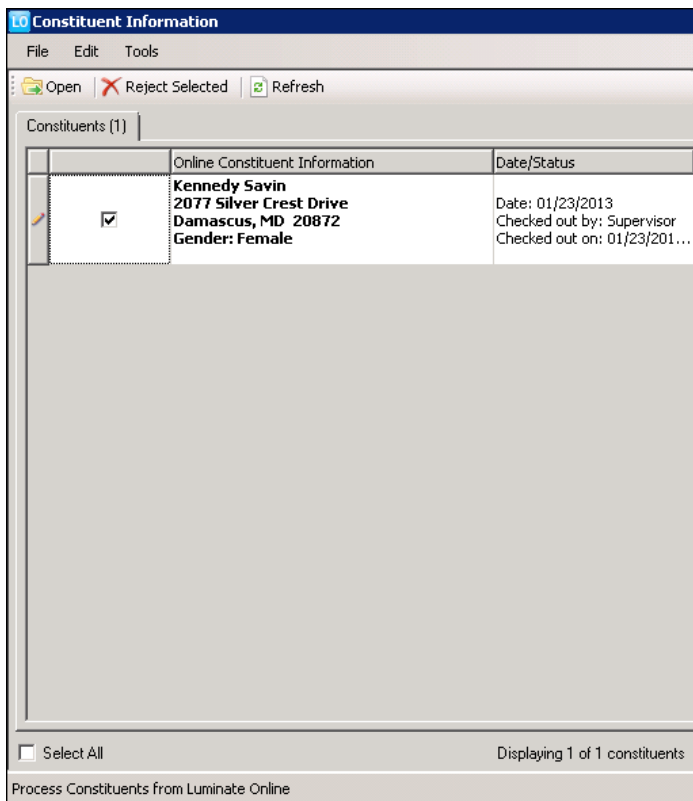 LO Constituent Information
File Edit Tools
Open Reject Selected Refresh
Constituents (1)
Online Constituent Information Date/Status
Kennedy Savin
2077 Silver Crest Drive Date: 01/23/2013
Damascus, MD 20872 Checked out by: Supervisor
Gender: Female Checked out on: 01/23/201...
Select All Displaying 1 of 1 constituents
Process Constituents from Luminate Online